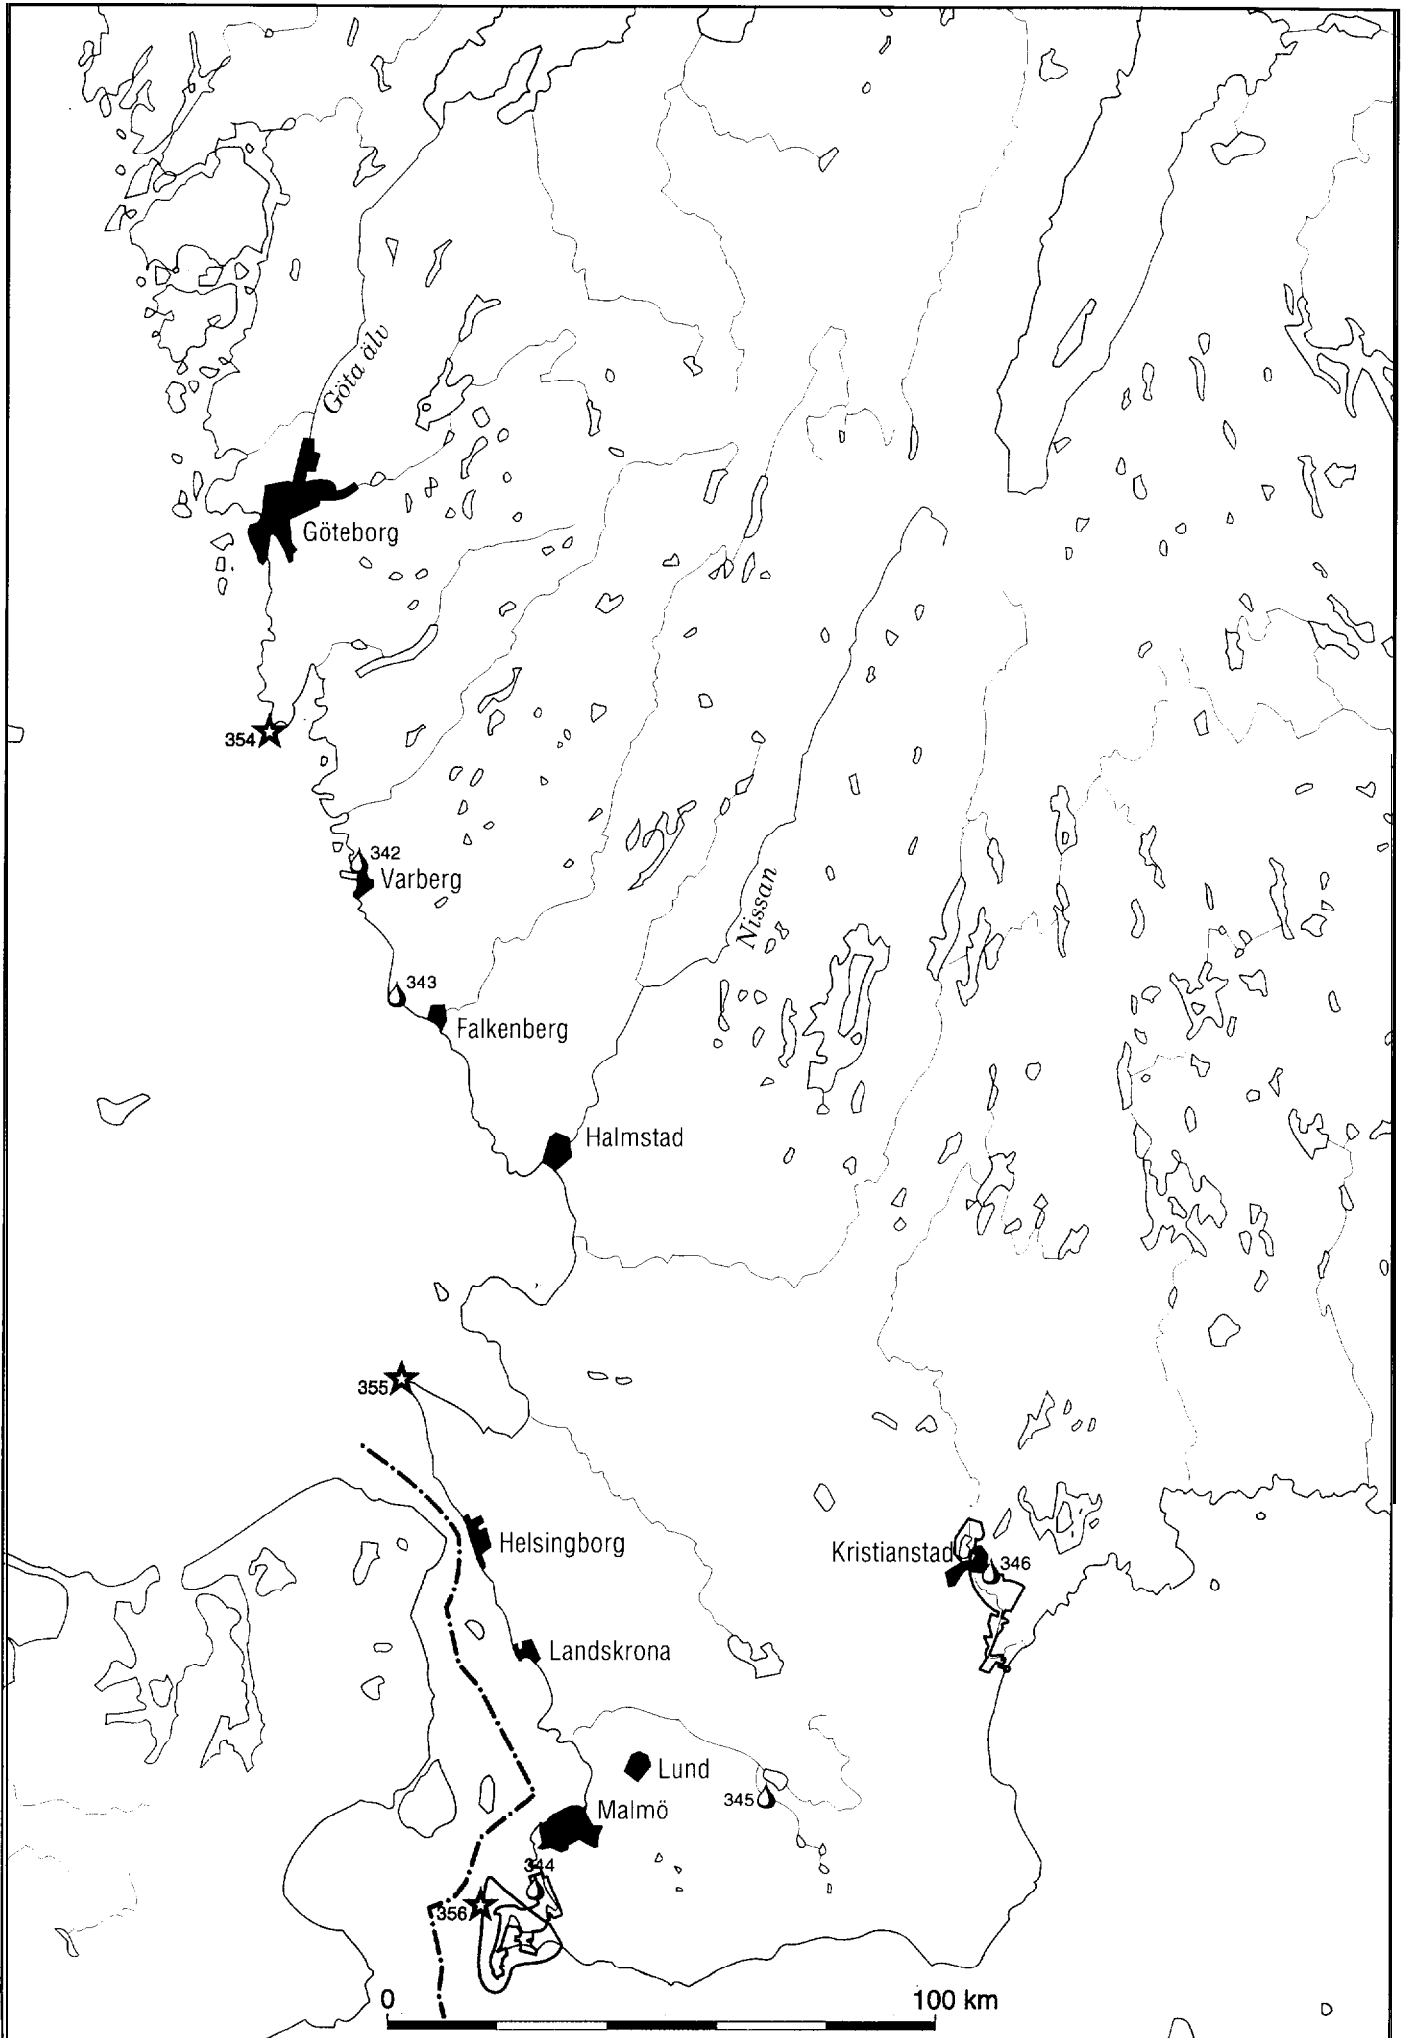 Göta älv
Göteborg
354
342
Varberg
Nissan
343
Falkenberg
Halmstad
355
Helsingborg
Kristianstad
346
Landskrona
Lund
345
Malmö
344
356
0 100 km